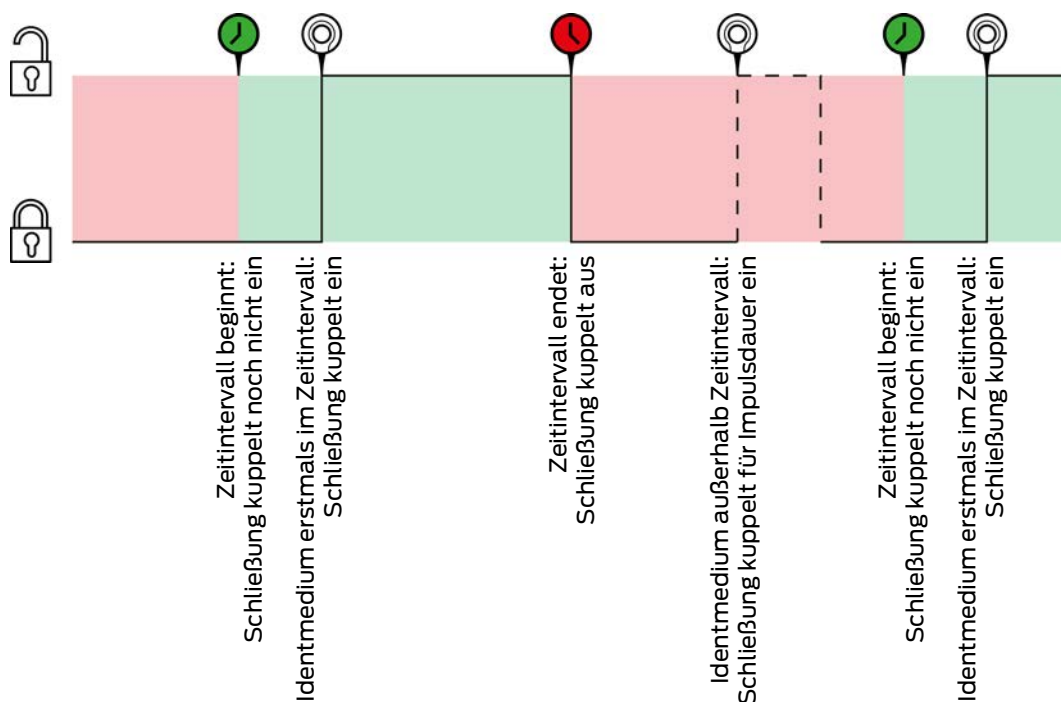 Zeitintervall beginnt:
Schließung kuppelt noch nicht ein
Identmedium erstmals im Zeitintervall:
Schließung kuppelt ein
Zeitintervall endet:
Schließung kuppelt aus
Identmedium außerhalb Zeitintervall:
Schließung kuppelt für Impulsdauer ein
Zeitintervall beginnt:
Schließung kuppelt noch nicht ein
Identmedium erstmals im Zeitintervall:
Schließung kuppelt ein